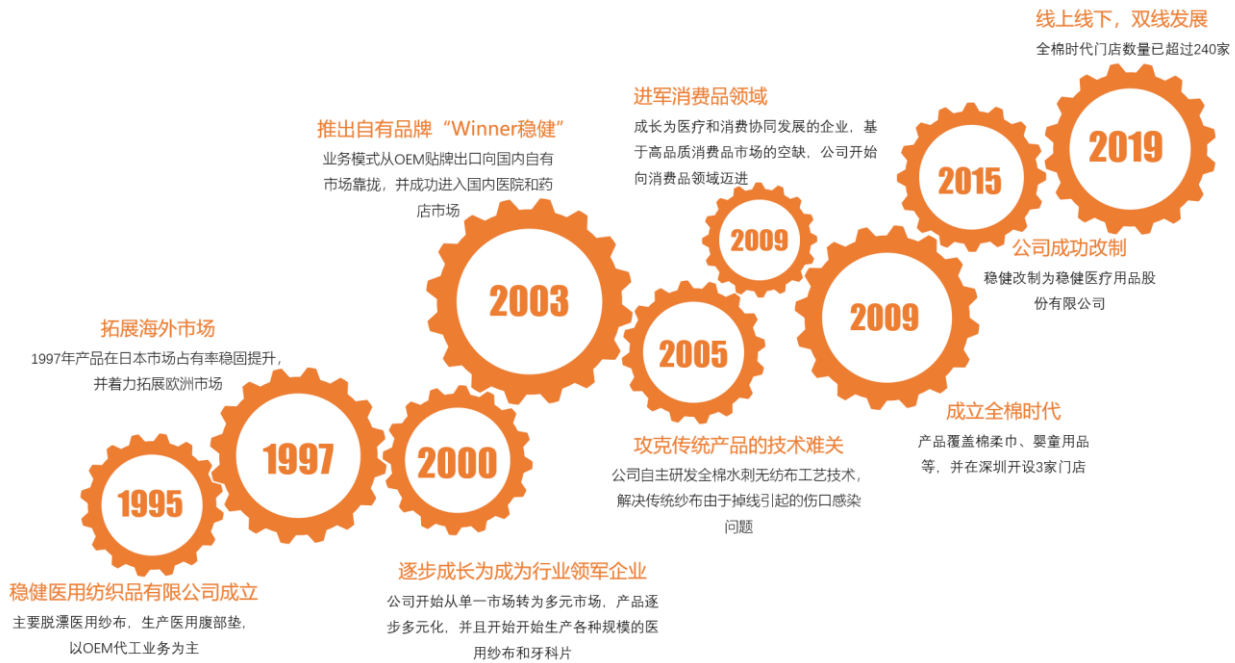 1995
稳健医用纺织品有限公司成立
主要脱漂医用纱布，生产医用腹部垫，
以OEM代工业务为主
拓展海外市场
1997年产品在日本市场占有率稳固提升，
并着力拓展欧洲市场
1997
2000
逐步成长为成为行业领军企业
公司开始从单一市场转为多元市场，产品逐
步多元化，并且开始开始生产各种规模的医
用纱布和牙科片
推出自有品牌“Winner稳健”
业务模式从OEM贴牌出口向国内自有
市场靠拢，并成功进入国内医院和药
店市场
2003
2005
攻克传统产品的技术难关
公司自主研发全棉水刺无纺布工艺技术，
解决传统纱布由于掉线引起的伤口感染
问题
进军消费品领域
成长为医疗和消费协同发展的企业，基
于高品质消费品市场的空缺，公司开始
向消费品领域迈进
2009
2009
成立全棉时代
产品覆盖棉柔巾、婴童用品
等，并在深圳开设3家门店
2015
公司成功改制
稳健改制为稳健医疗用品股
份有限公司
线上线下，双线发展
全棉时代门店数量已超过240家
2019